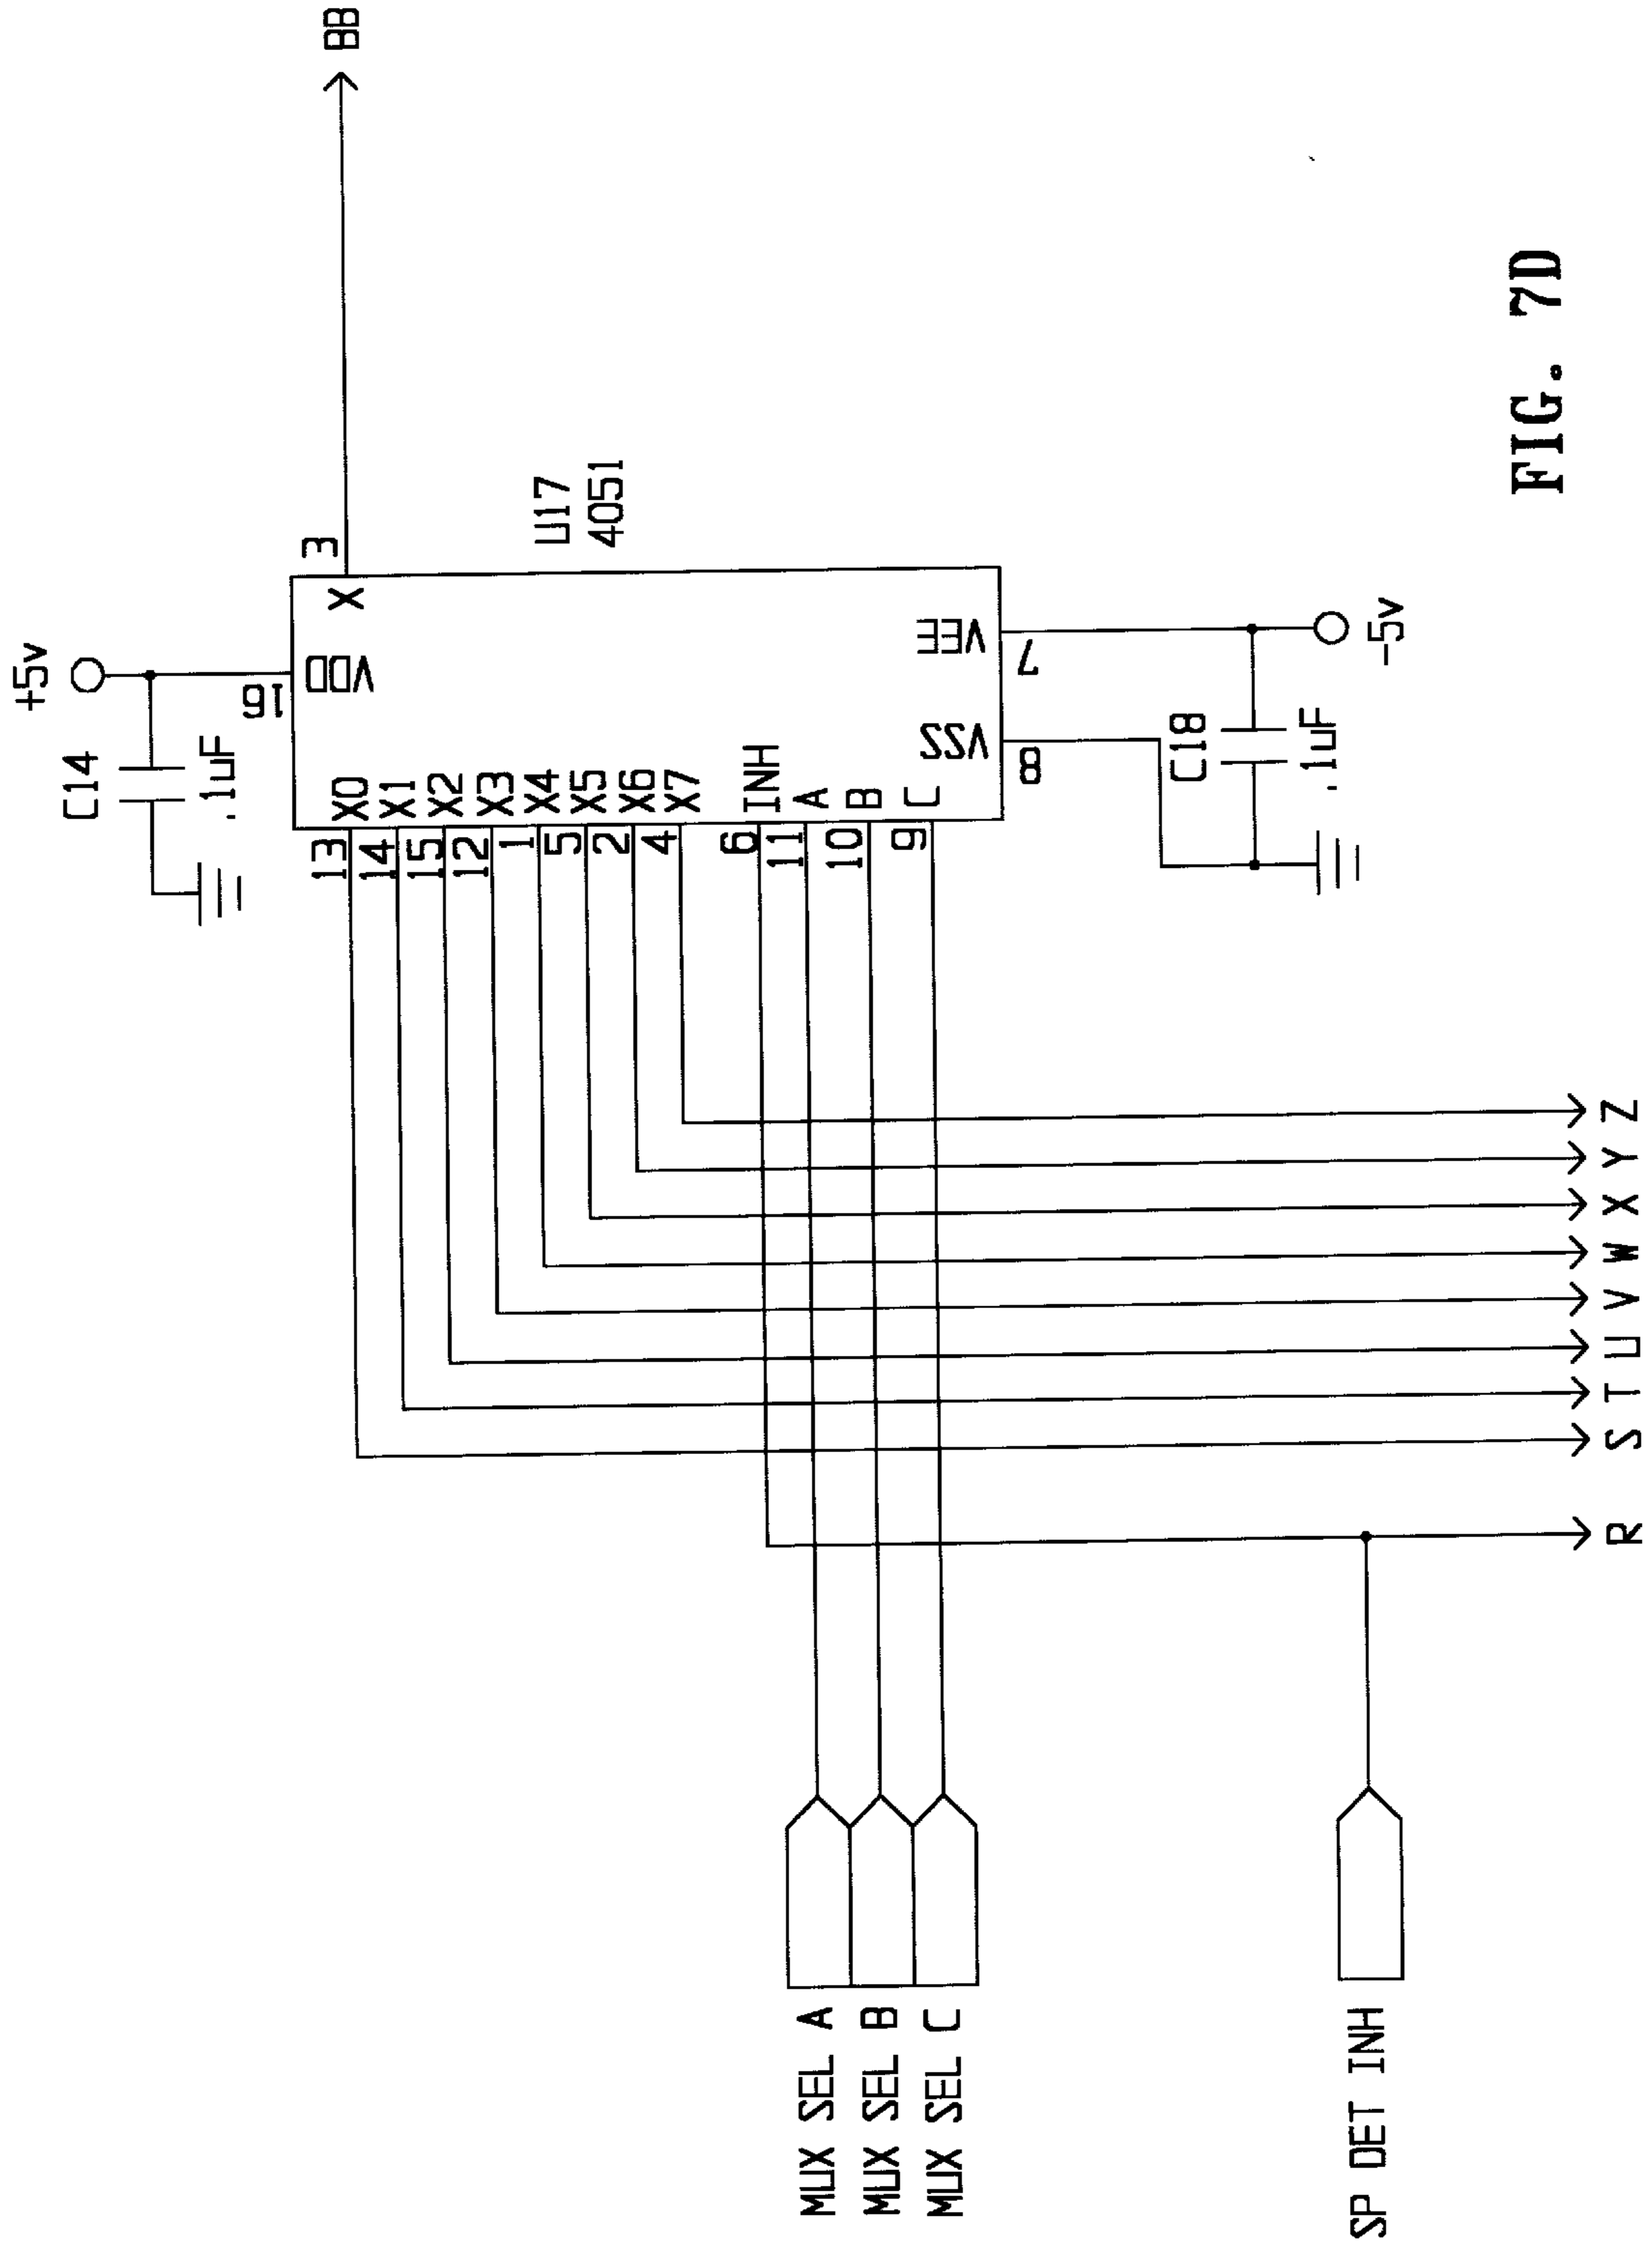 +5v
C14
.1uF
16
VDD
X
3
BB
U17
4051
13 X0
14 X1
15 X2
12 X3
1 X4
5 X5
2 X6
4 X7
6 INH
11 A
10 B
9 C
VSS
8
VEE
7
C18
.1uF
-5v
MUX SEL A
MUX SEL B
MUX SEL C
SP DET INH
R S T U V W X Y Z
FIG. 7D